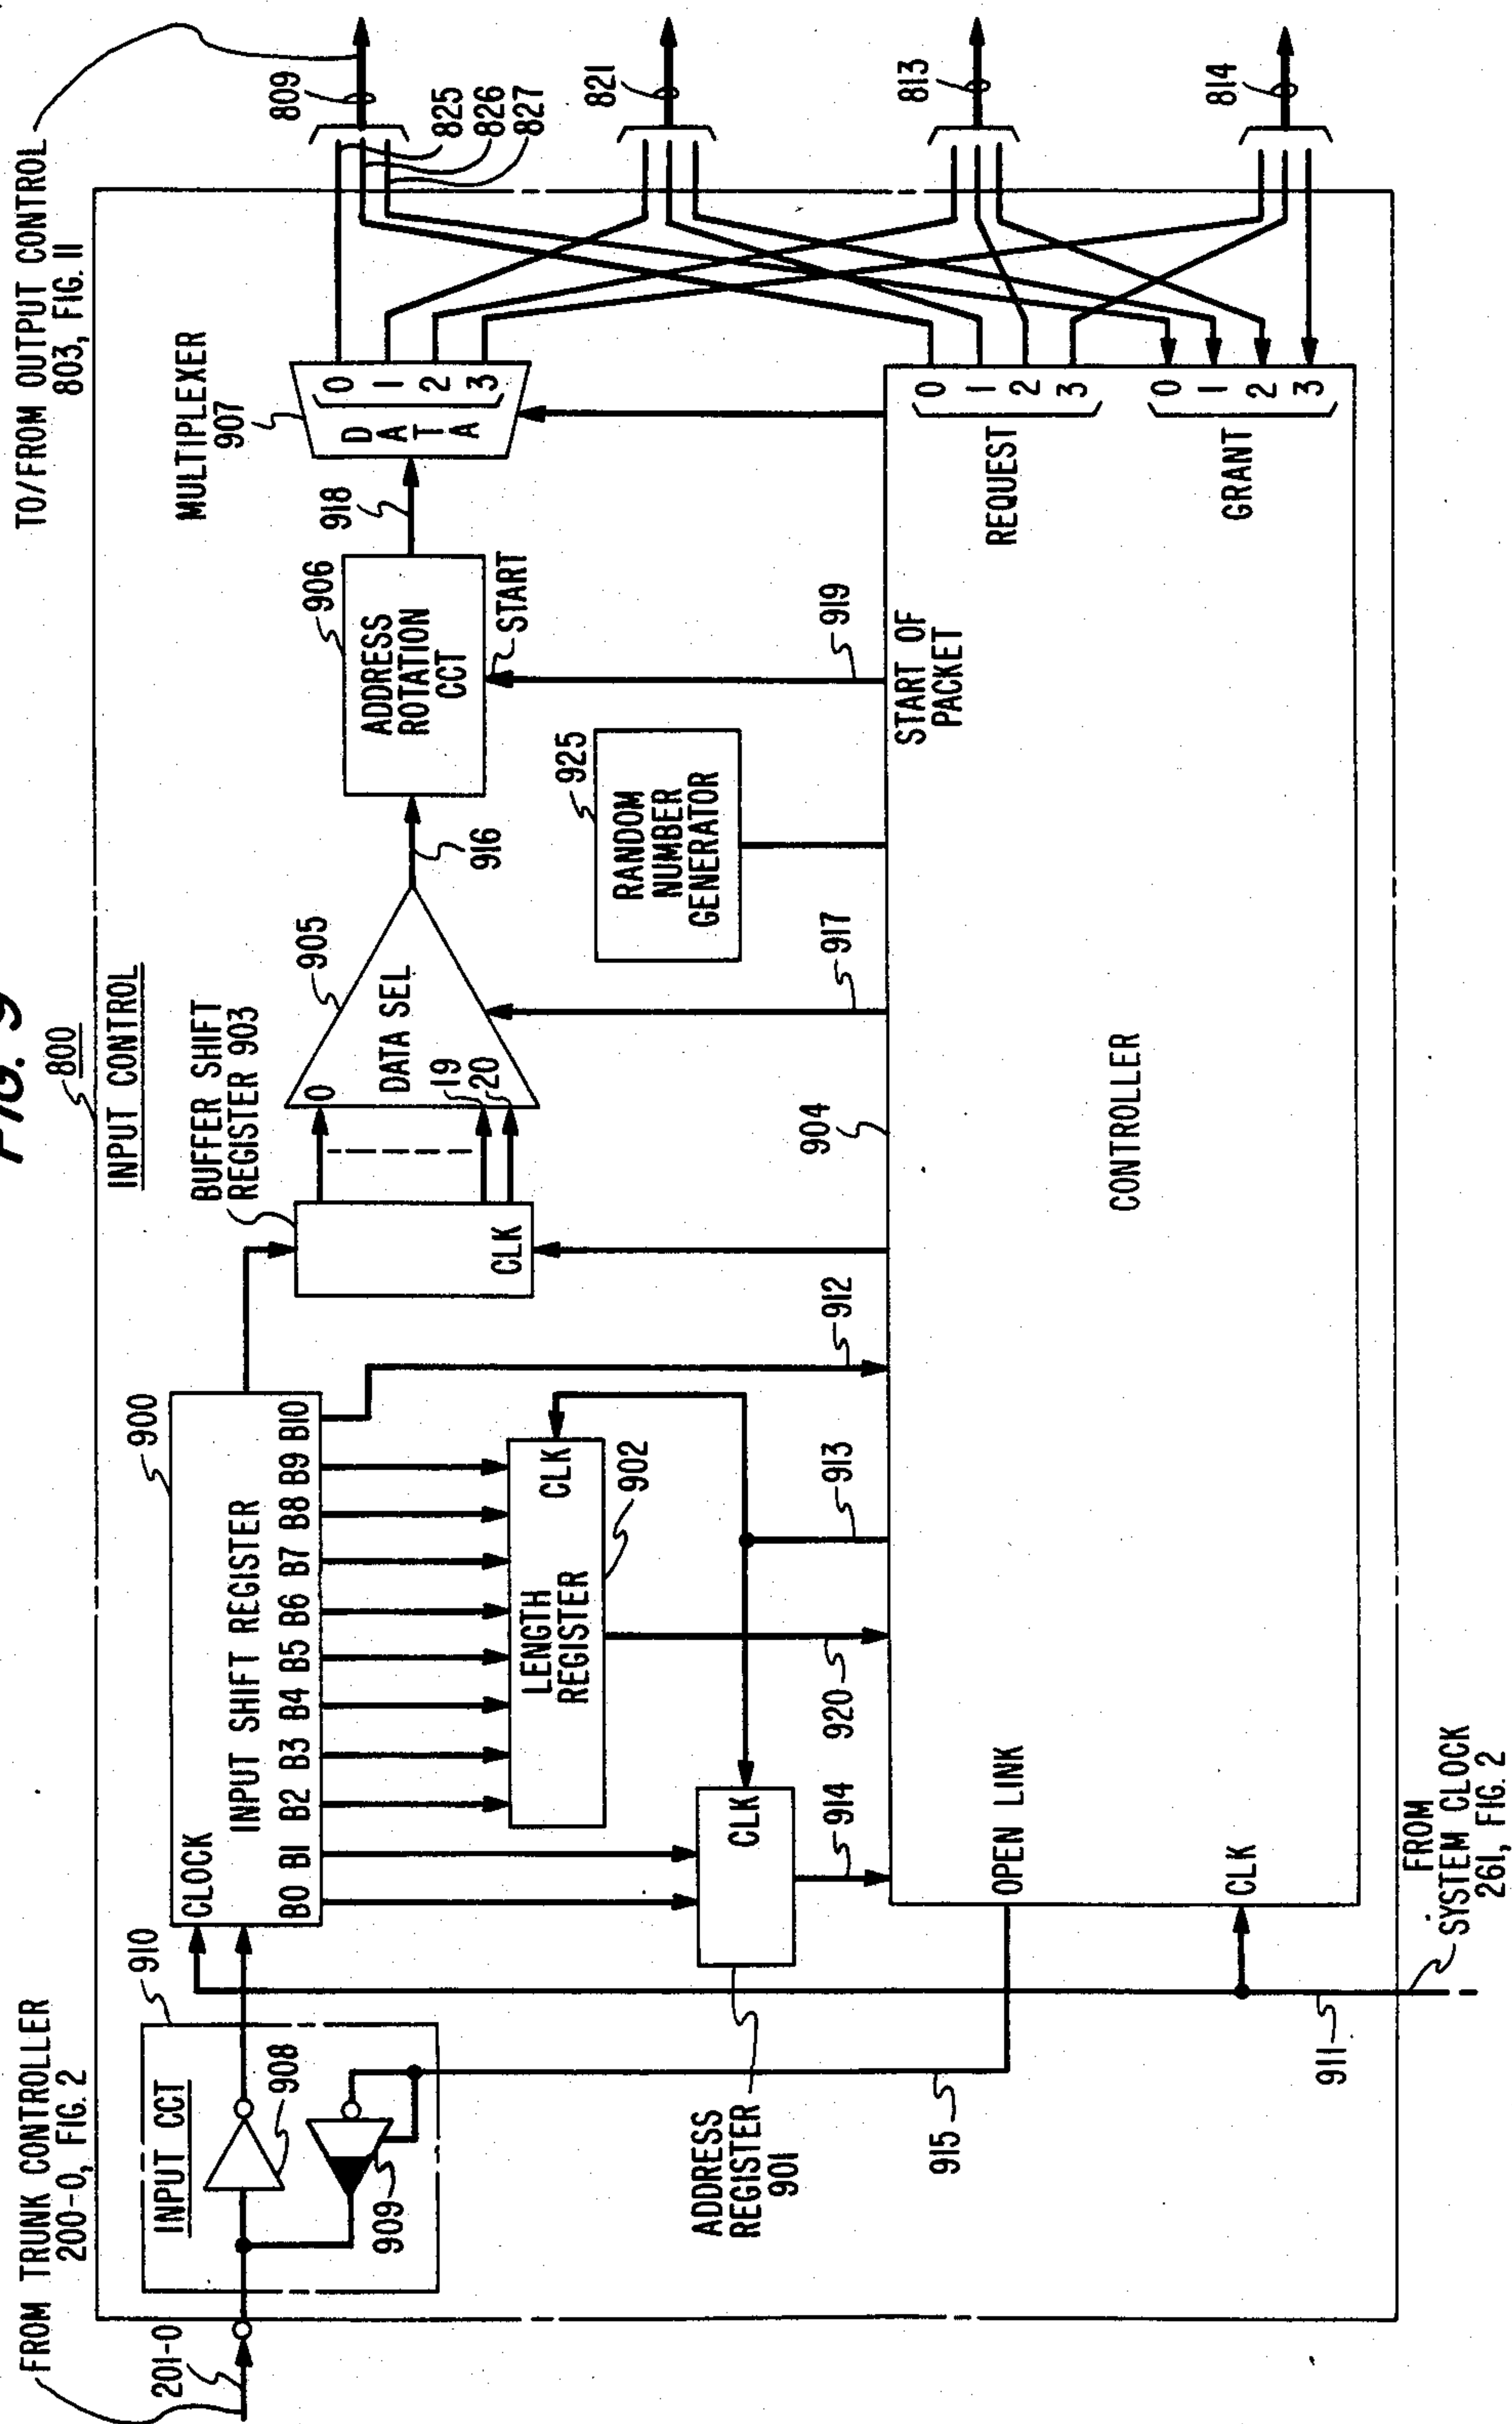 FIG. 9
800
INPUT CONTROL
FROM TRUNK CONTROLLER
200-0, FIG. 2
201-0
INPUT CCT
910
908
909
CLOCK
INPUT SHIFT REGISTER
900
B0 B1 B2 B3 B4 B5 B6 B7 B8 B9 B10
LENGTH
REGISTER
CLK
902
CLK
ADDRESS
REGISTER
901
BUFFER SHIFT
REGISTER 903
CLK
0
19
20
DATA SEL
905
916
ADDRESS
ROTATION
CCT
906
START
918
MULTIPLEXER
907
DATA
0
1
2
3
RANDOM
NUMBER
GENERATOR
925
915
914
920
913
912
904
917
919
START OF
PACKET
OPEN LINK
CLK
CONTROLLER
REQUEST
0
1
2
3
GRANT
0
1
2
3
911
FROM
SYSTEM CLOCK
261, FIG. 2
TO/FROM OUTPUT CONTROL
803, FIG. 11
809
825
826
827
821
813
814